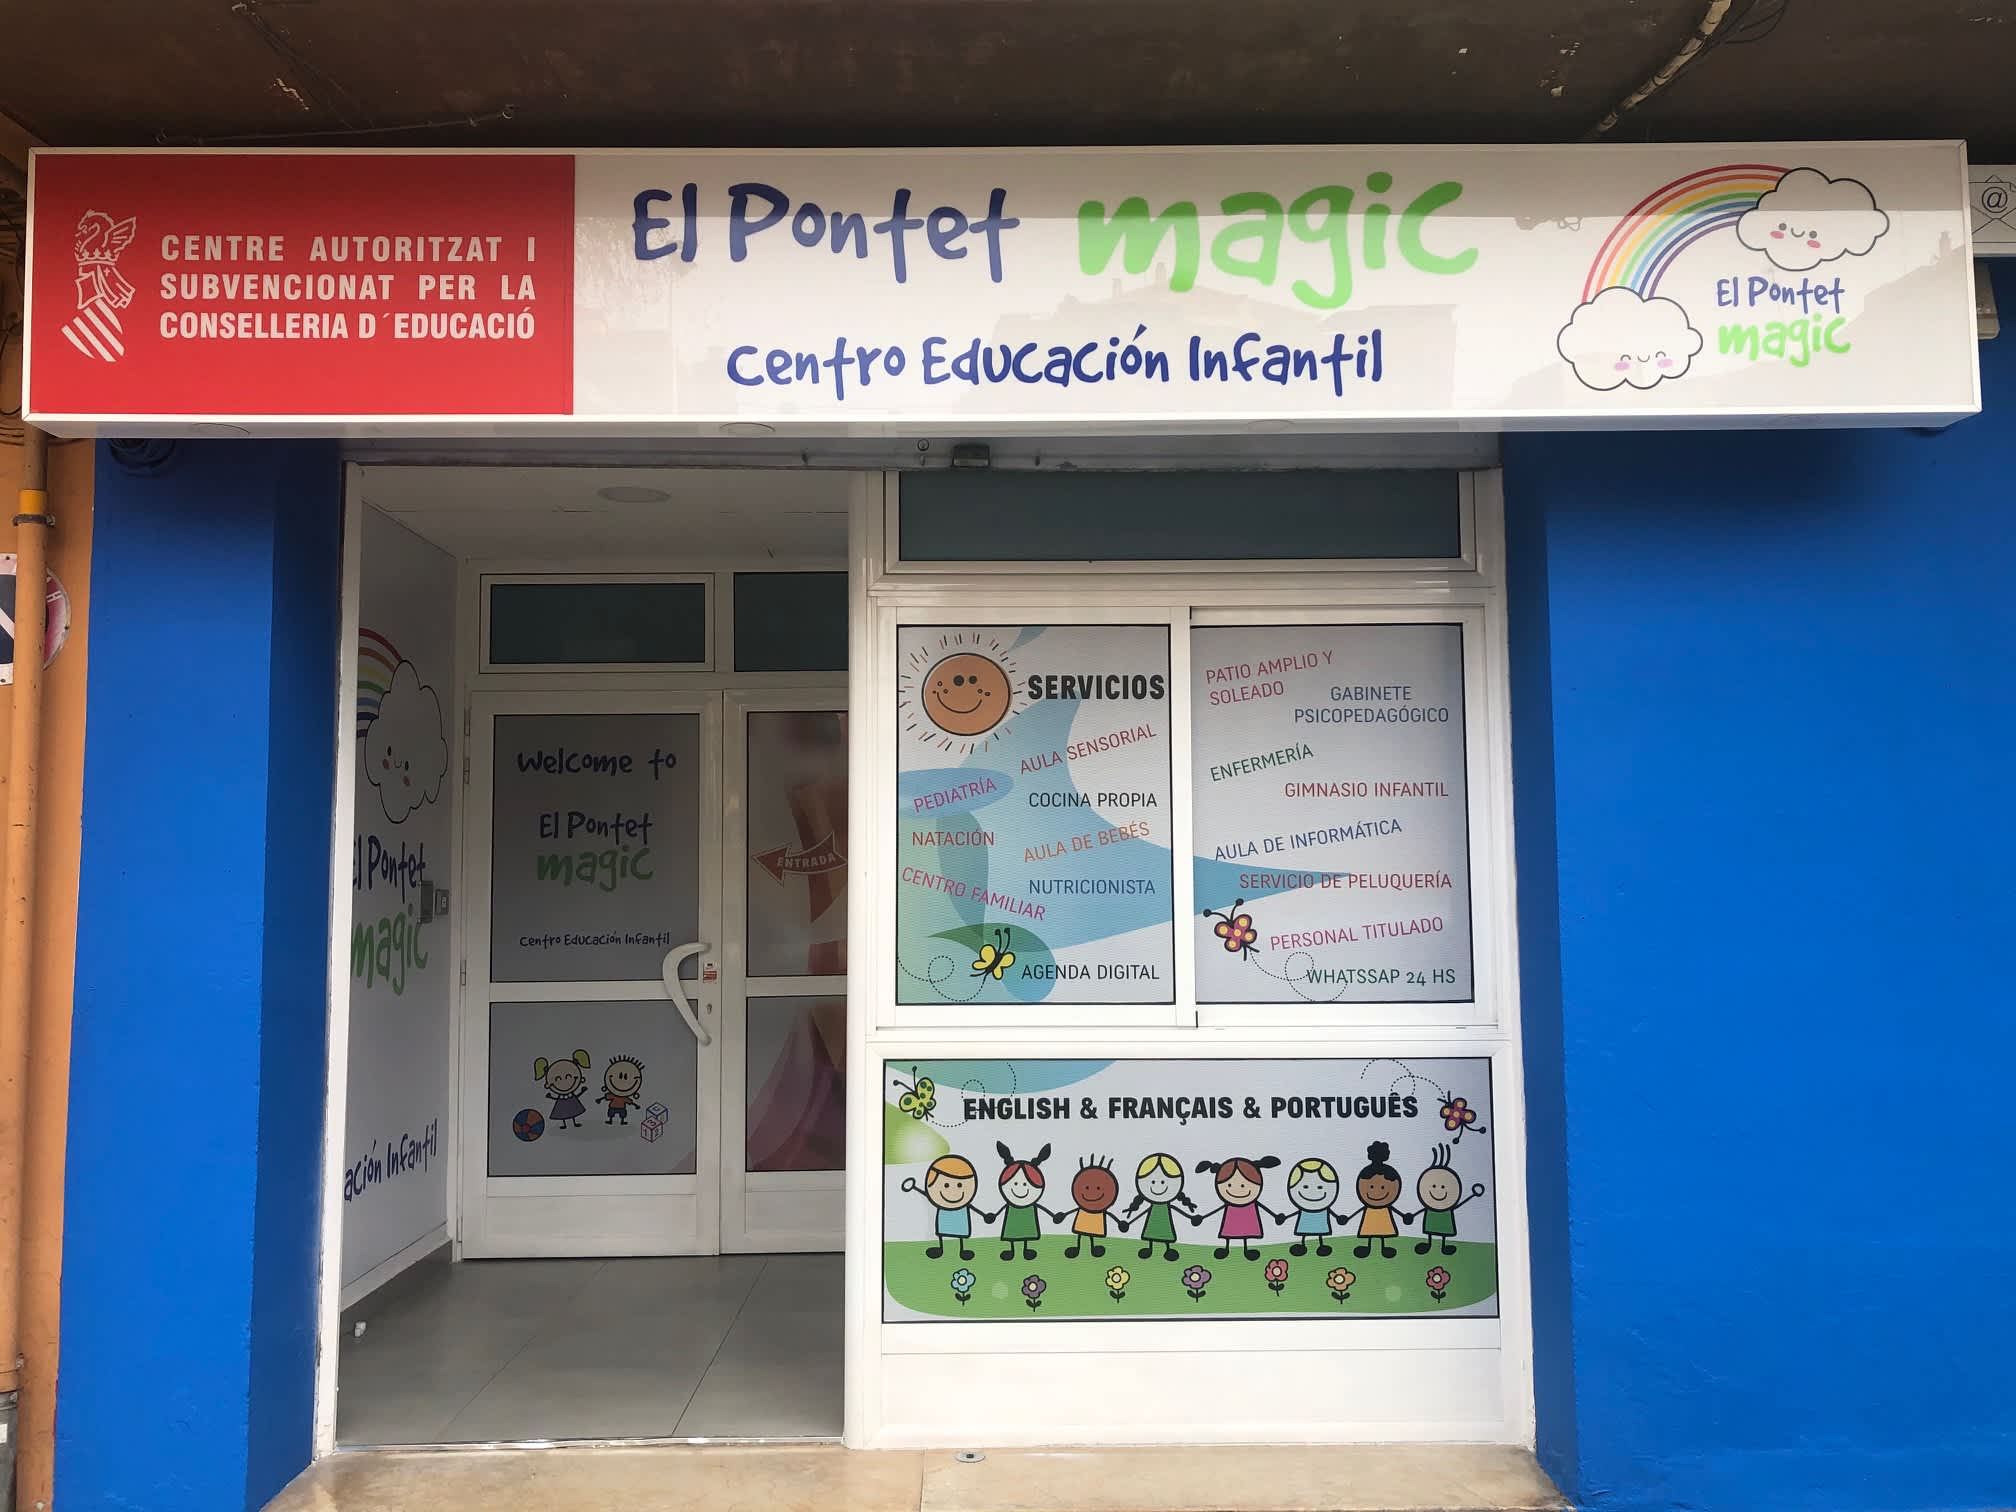 CENTRE AUTORITZAT I
SUBVENCIONAT PER LA
CONSELLERIA D´EDUCACIÓ
El Pontet magic
Centro Educación Infantil
El Pontet
magic
@
El Pontet
magic
ación Infantil
Welcome to
El Pontet
magic
Centro Educación Infantil
ENTRADA
SERVICIOS
AULA SENSORIAL
PEDIATRÍA
COCINA PROPIA
NATACIÓN
AULA DE BEBÉS
CENTRO FAMILIAR
NUTRICIONISTA
AGENDA DIGITAL
PATIO AMPLIO Y
SOLEADO
GABINETE
PSICOPEDAGÓGICO
ENFERMERÍA
GIMNASIO INFANTIL
AULA DE INFORMÁTICA
SERVICIO DE PELUQUERÍA
PERSONAL TITULADO
WHATSSAP 24 HS
ENGLISH & FRANÇAIS & PORTUGUÊS